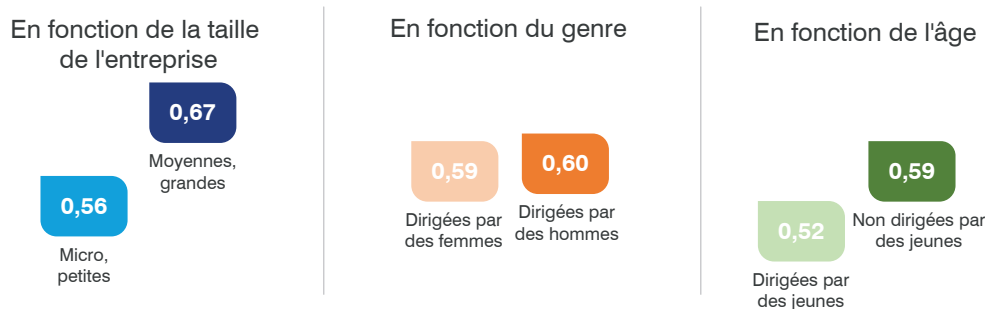 En fonction de la taille
de l'entreprise
0,67
Moyennes,
grandes
0,56
Micro,
petites
En fonction du genre
0,59
Dirigées par
des femmes
0,60
Dirigées par
des hommes
En fonction de l'âge
0,59
Non dirigées par
des jeunes
0,52
Dirigées par
des jeunes